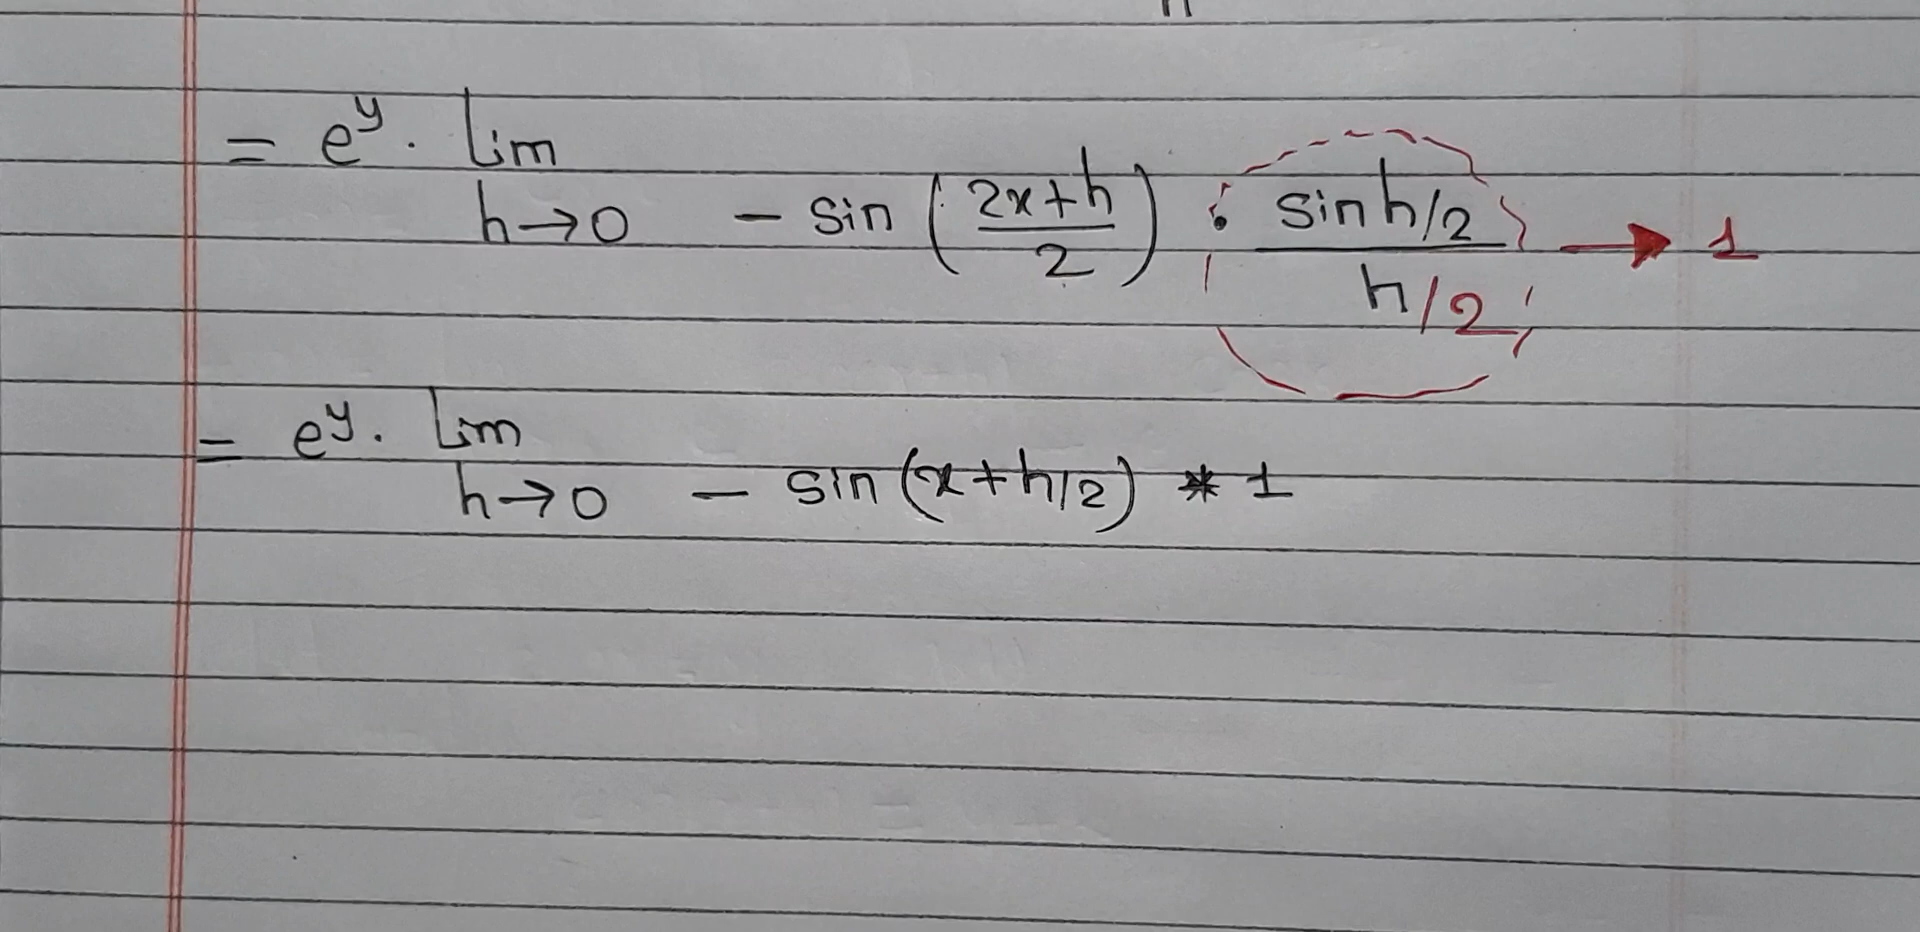 = e^y . lim h→0 - sin (2x+h / 2) . sin h/2 / h/2 → 1
= e^y . lim h→0 - sin (x+h/2) * 1